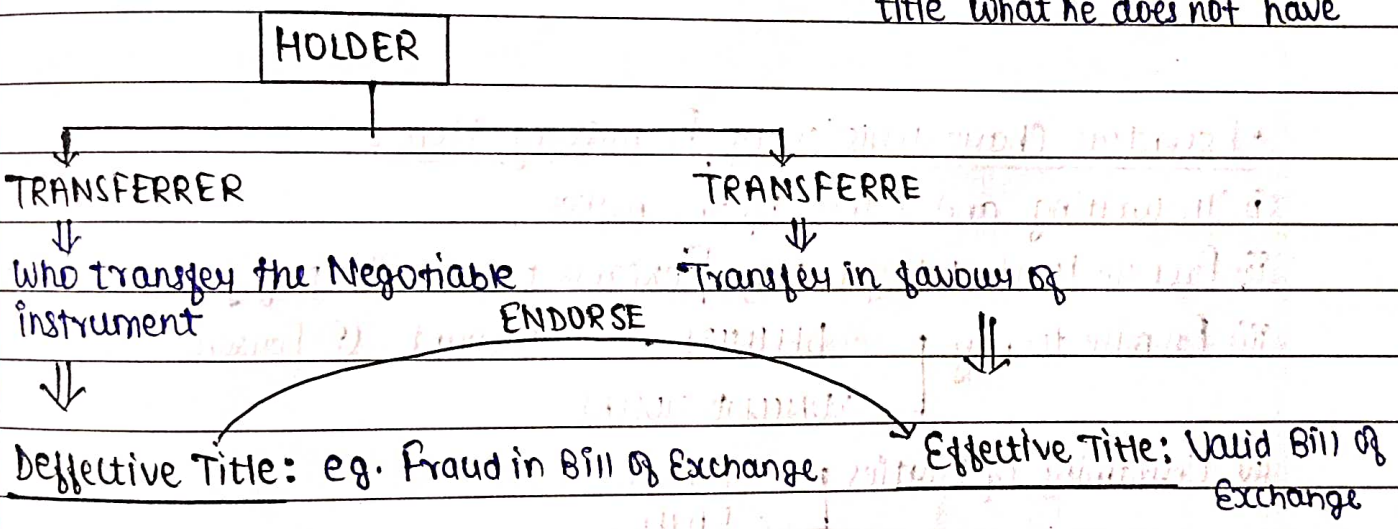 title what he does not have
HOLDER
TRANSFERRER TRANSFERRE
Who transfer the Negotiable Transfer in favour of
instrument ENDORSE
Deffective Title: eg. Fraud in Bill of Exchange. Effective Title: Valid Bill of
Exchange